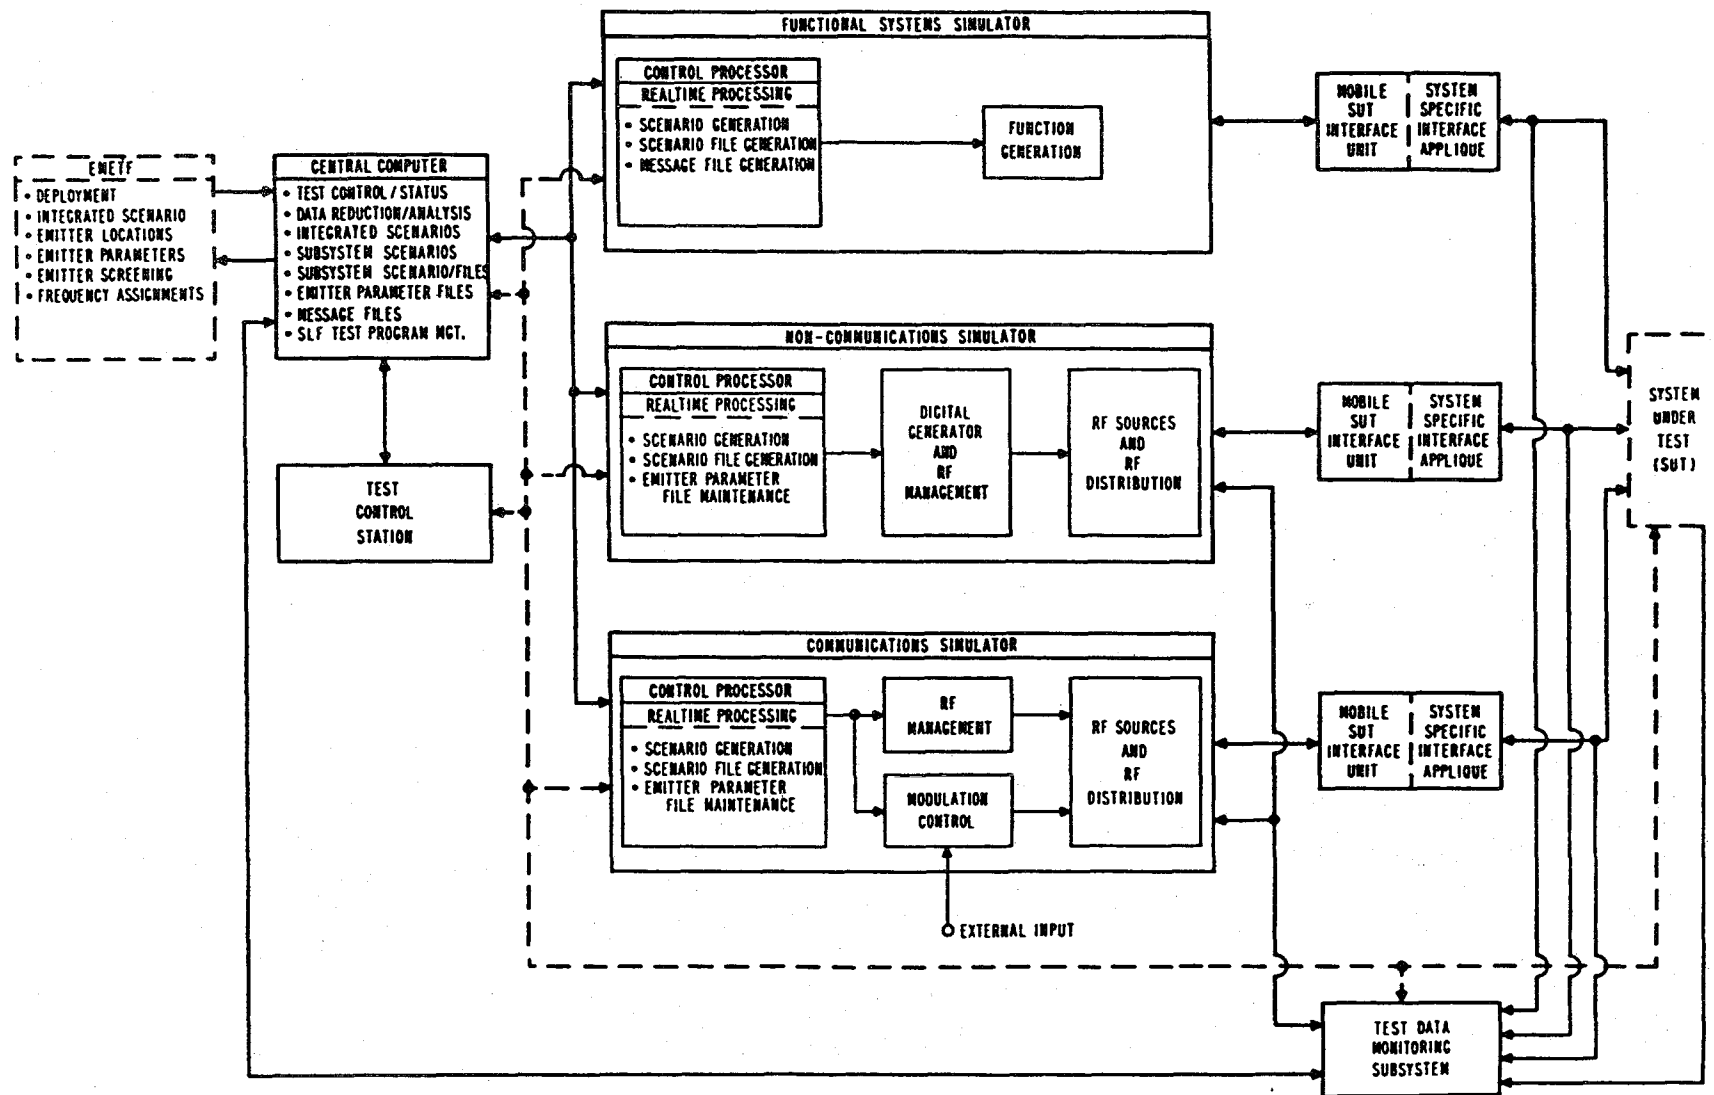 FUNCTIONAL SYSTEMS SIMULATOR
CONTROL PROCESSOR
REALTIME PROCESSING
• SCENARIO GENERATION
• SCENARIO FILE GENERATION
• MESSAGE FILE GENERATION
FUNCTION
GENERATION
MOBILE
SUT
INTERFACE
UNIT
SYSTEM
SPECIFIC
INTERFACE
APPLIQUE
EMETF
• DEPLOYMENT
• INTEGRATED SCENARIO
• EMITTER LOCATIONS
• EMITTER PARAMETERS
• EMITTER SCREENING
• FREQUENCY ASSIGNMENTS
CENTRAL COMPUTER
• TEST CONTROL/STATUS
• DATA REDUCTION/ANALYSIS
• INTEGRATED SCENARIOS
• SUBSYSTEM SCENARIOS
• SUBSYSTEM SCENARIO/FILES
• EMITTER PARAMETER FILES
• MESSAGE FILES
• SLF TEST PROGRAM MGT.
TEST
CONTROL
STATION
NON-COMMUNICATIONS SIMULATOR
CONTROL PROCESSOR
REALTIME PROCESSING
• SCENARIO GENERATION
• SCENARIO FILE GENERATION
• EMITTER PARAMETER
FILE MAINTENANCE
DIGITAL
GENERATOR
AND
RF
MANAGEMENT
RF SOURCES
AND
RF
DISTRIBUTION
MOBILE
SUT
INTERFACE
UNIT
SYSTEM
SPECIFIC
INTERFACE
APPLIQUE
SYSTEM
UNDER
TEST
(SUT)
COMMUNICATIONS SIMULATOR
CONTROL PROCESSOR
REALTIME PROCESSING
• SCENARIO GENERATION
• SCENARIO FILE GENERATION
• EMITTER PARAMETER
FILE MAINTENANCE
RF
MANAGEMENT
MODULATION
CONTROL
RF SOURCES
AND
RF
DISTRIBUTION
MOBILE
SUT
INTERFACE
UNIT
SYSTEM
SPECIFIC
INTERFACE
APPLIQUE
EXTERNAL INPUT
TEST DATA
MONITORING
SUBSYSTEM